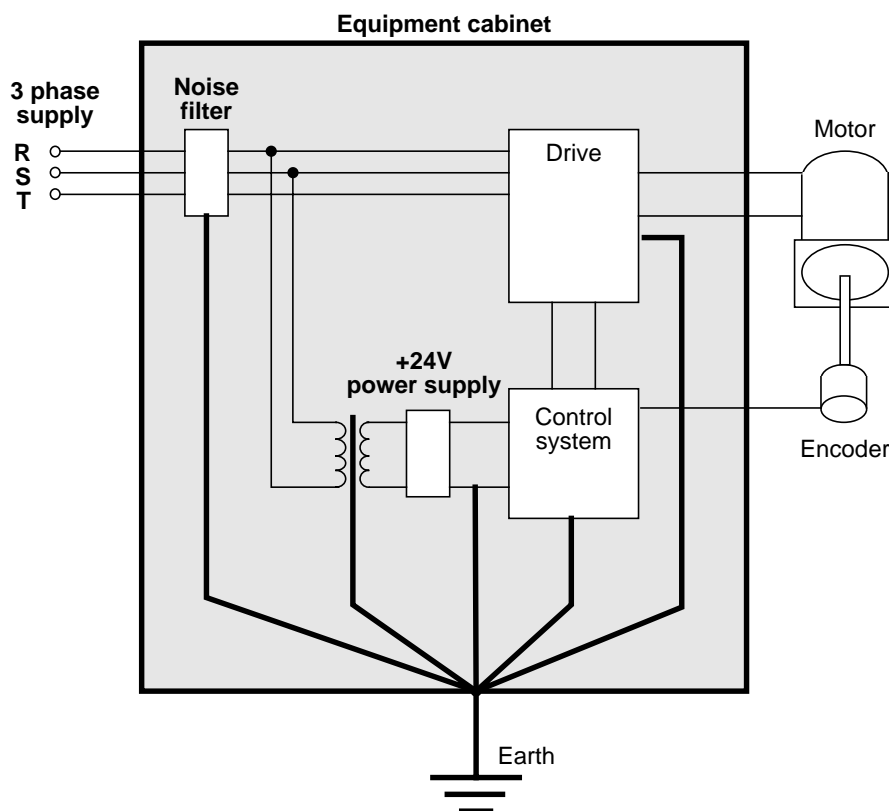 Equipment cabinet
3 phase
supply
Noise
filter
R
S
T
Drive
Motor
+24V
power supply
Control
system
Encoder
Earth